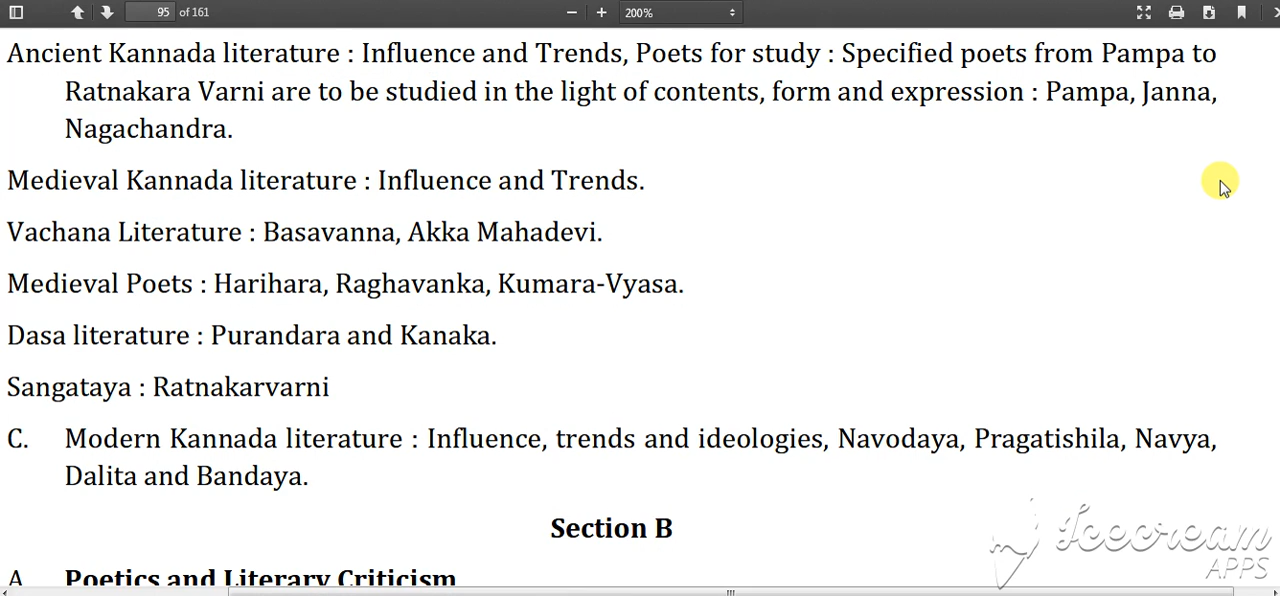 95 of 161
200%
Ancient Kannada literature : Influence and Trends, Poets for study : Specified poets from Pampa to
Ratnakara Varni are to be studied in the light of contents, form and expression : Pampa, Janna,
Nagachandra.
Medieval Kannada literature : Influence and Trends.
Vachana Literature : Basavanna, Akka Mahadevi.
Medieval Poets : Harihara, Raghavanka, Kumara-Vyasa.
Dasa literature : Purandara and Kanaka.
Sangataya : Ratnakarvarni
C. Modern Kannada literature : Influence, trends and ideologies, Navodaya, Pragatishila, Navya,
Dalita and Bandaya.
Section B
A Poetics and Literary Criticism
Icecream
APPS